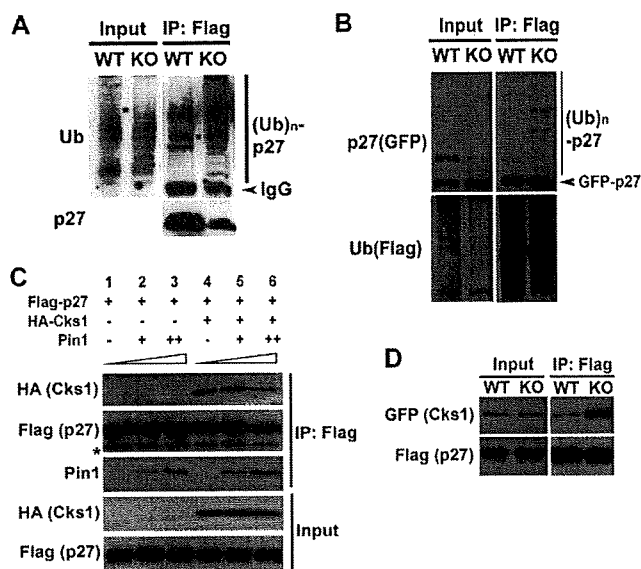 A
Input IP: Flag
WT KO WT KO
Ub
(Ub)n-
p27
IgG
p27
B
Input IP: Flag
WT KO WT KO
p27(GFP)
(Ub)n
-p27
GFP-p27
Ub(Flag)
C
1 2 3 4 5 6
Flag-p27 + + + + + +
HA-Cks1 - - - + + +
Pin1 - + ++ - + ++
HA (Cks1)
Flag (p27)
*
Pin1
IP: Flag
HA (Cks1)
Flag (p27)
Input
D
Input IP: Flag
WT KO WT KO
GFP (Cks1)
Flag (p27)